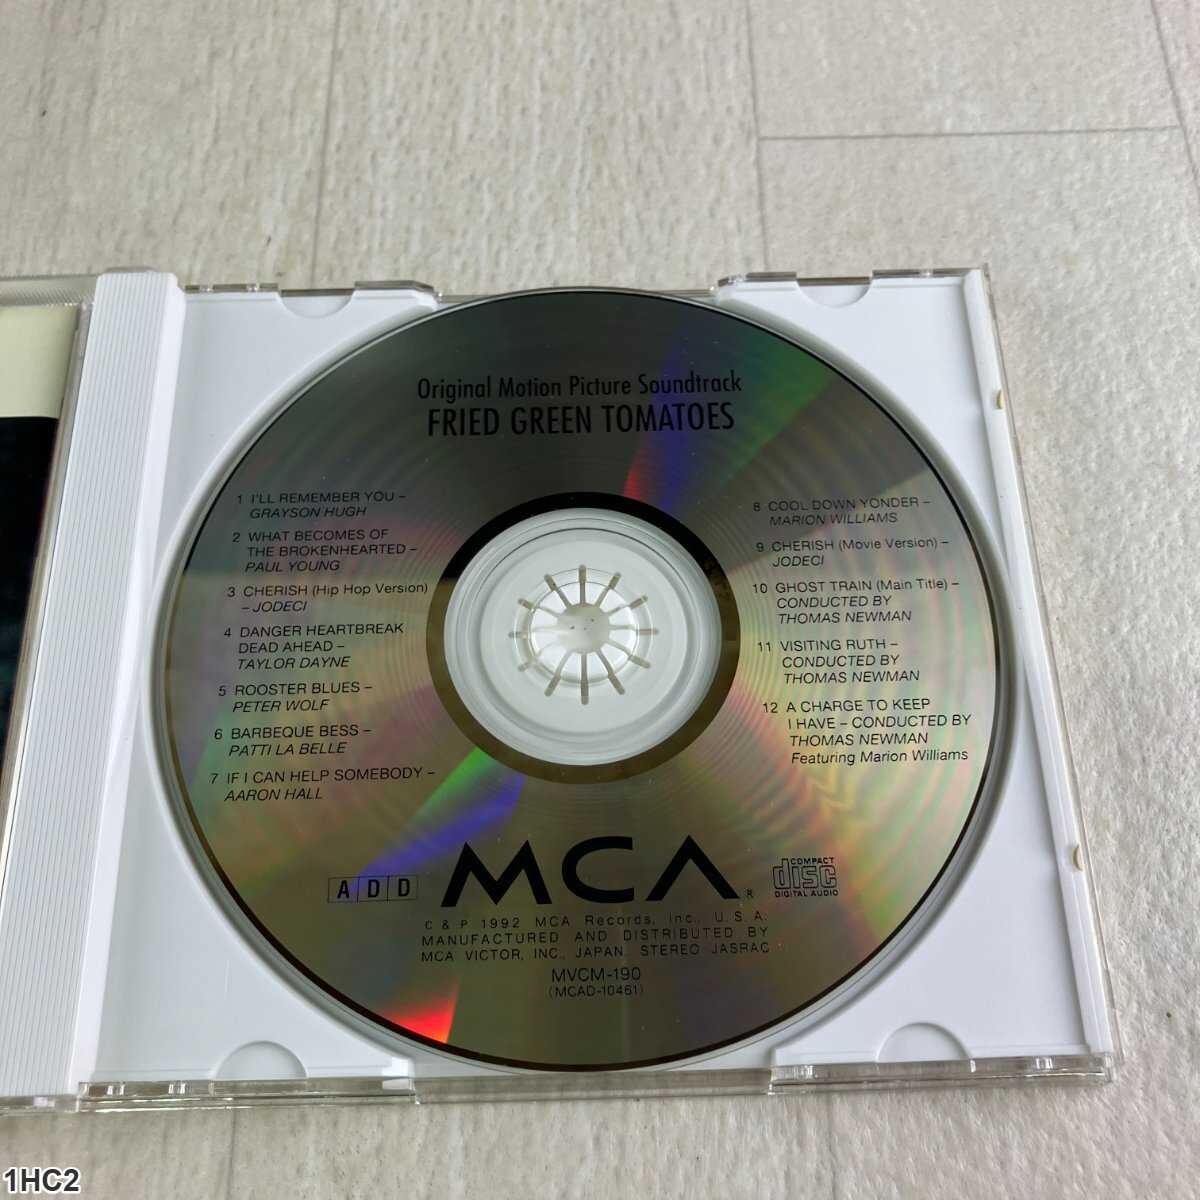 Original Motion Picture Soundtrack
FRIED GREEN TOMATOES
1 I'LL REMEMBER YOU –
GRAYSON HUGH
2 WHAT BECOMES OF
THE BROKENHEARTED –
PAUL YOUNG
3 CHERISH (Hip Hop Version)
– JODECI
4 DANGER HEARTBREAK
DEAD AHEAD –
TAYLOR DAYNE
5 ROOSTER BLUES –
PETER WOLF
6 BARBEQUE BESS –
PATTI LA BELLE
7 IF I CAN HELP SOMEBODY –
AARON HALL
8 COOL DOWN YONDER –
MARION WILLIAMS
9 CHERISH (Movie Version) –
JODECI
10 GHOST TRAIN (Main Title) –
CONDUCTED BY
THOMAS NEWMAN
11 VISITING RUTH –
CONDUCTED BY
THOMAS NEWMAN
12 A CHARGE TO KEEP
I HAVE – CONDUCTED BY
THOMAS NEWMAN
Featuring Marion Williams
ADD
MCA®
COMPACT
disc
DIGITAL AUDIO
C & P 1992 MCA Records, Inc., U.S.A.
MANUFACTURED AND DISTRIBUTED BY
MCA VICTOR, INC., JAPAN. STEREO JASRAC
MVCM-190
(MCAD-10461)
1HC2